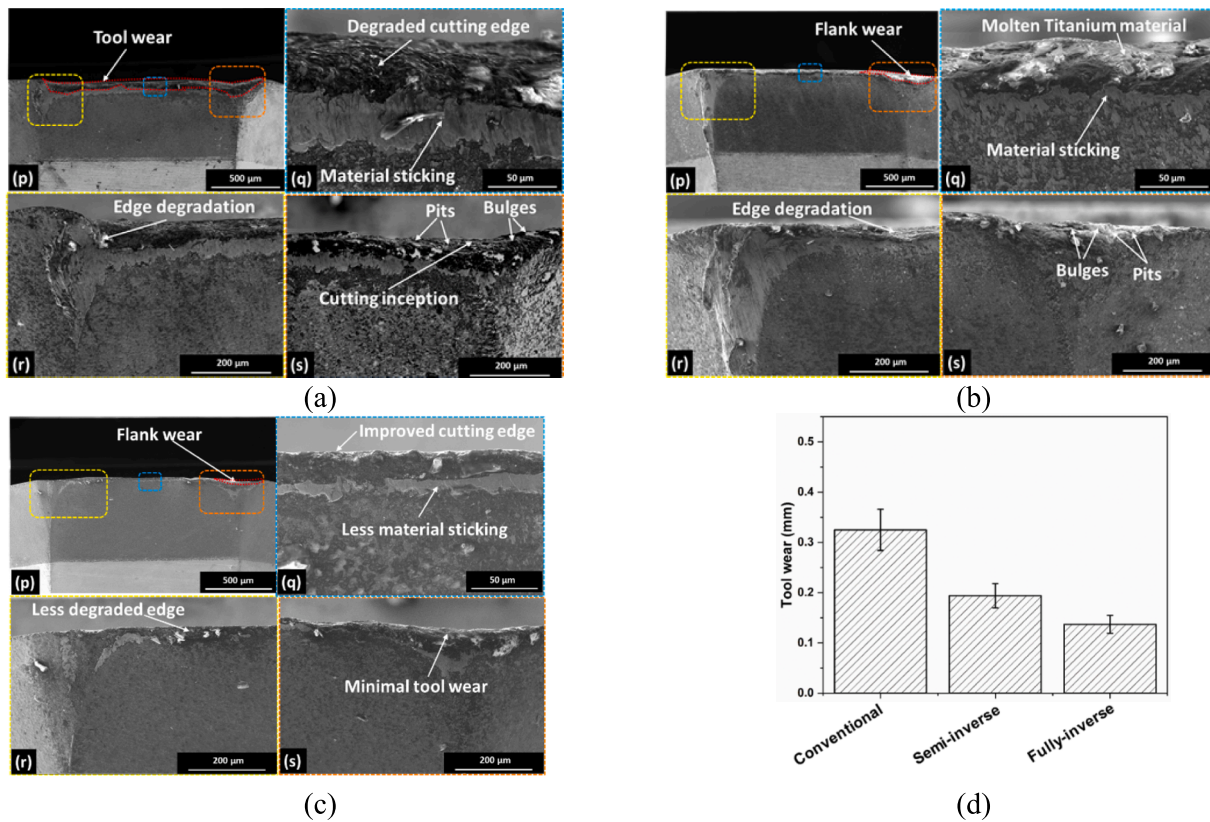 Tool wear
(p)
500 µm
Degraded cutting edge
Material sticking
(q)
50 µm
Edge degradation
(r)
200 µm
Pits
Bulges
Cutting inception
(s)
200 µm
(a)
Flank wear
(p)
500 µm
Molten Titanium material
Material sticking
(q)
50 µm
Edge degradation
(r)
200 µm
Bulges
Pits
(s)
200 µm
(b)
Flank wear
(p)
500 µm
Improved cutting edge
Less material sticking
(q)
50 µm
Less degraded edge
(r)
200 µm
Minimal tool wear
(s)
200 µm
(c)
Tool wear (mm)
0.5
0.4
0.3
0.2
0.1
0.0
Conventional
Semi-inverse
Fully-inverse
(d)